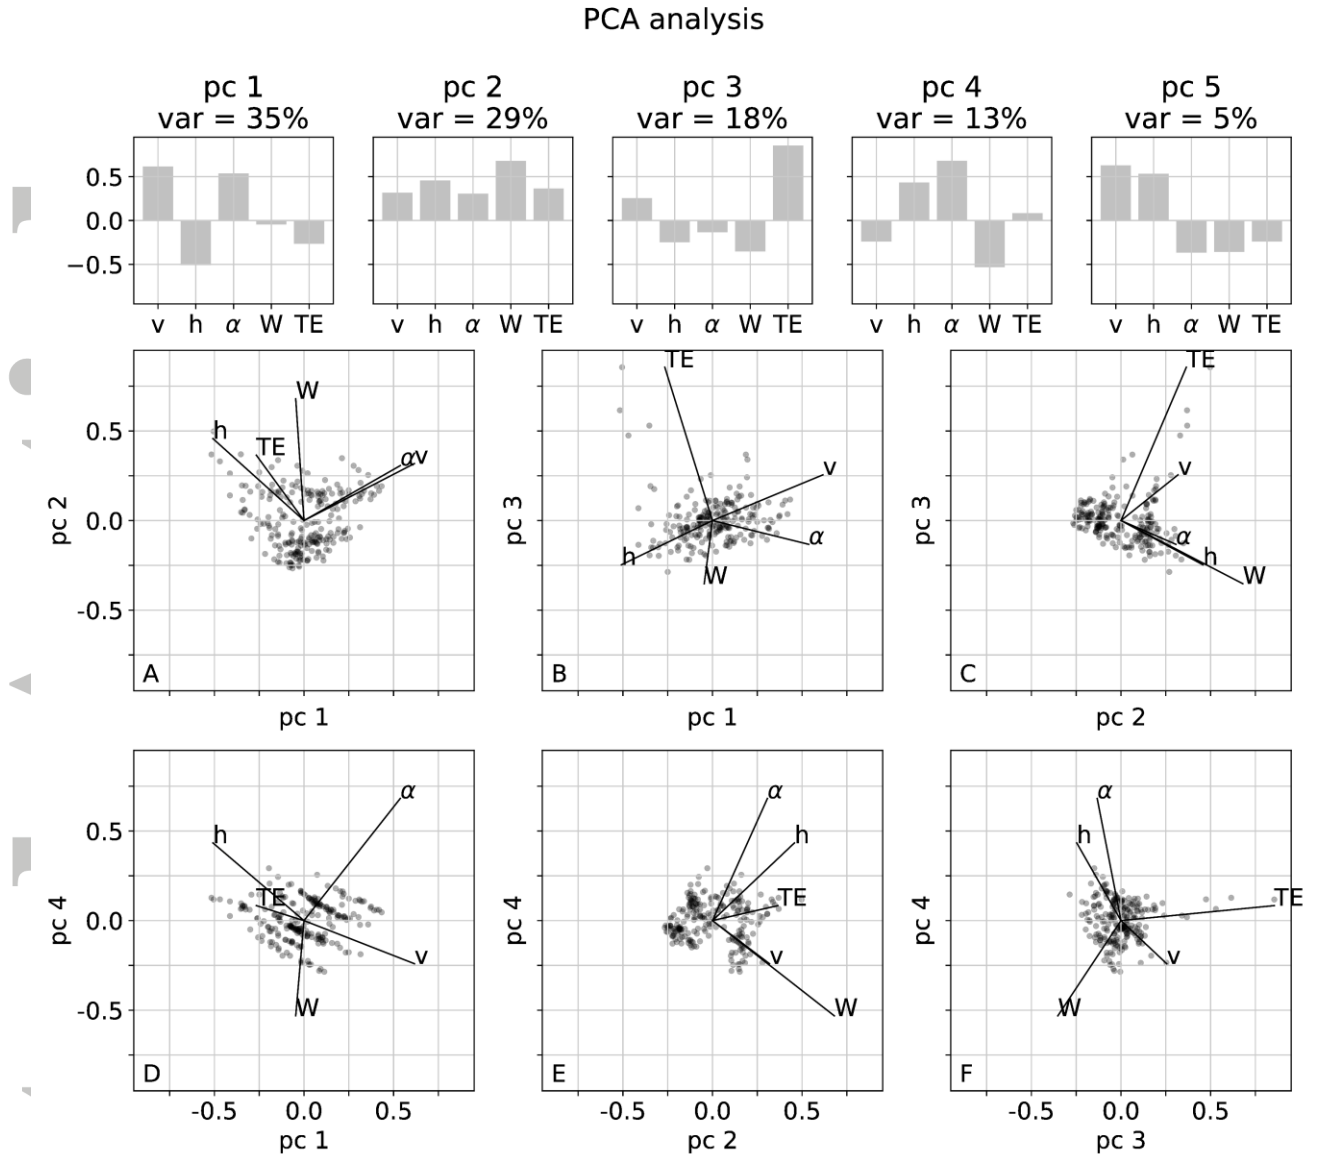 PCA analysis
pc 1 pc 2 pc 3 pc 4 pc 5
var = 35% var = 29% var = 18% var = 13% var = 5%
0.5
0.0
−0.5
v h α W TE v h α W TE v h α W TE v h α W TE v h α W TE
TE TE
W
h αv v v
TE
0.5
pc 2 0.0 pc 3 pc 3
α α
h h
W W
-0.5
A B C
pc 1 pc 1 pc 2
α α α
h h h
0.5
TE TE TE
pc 4 0.0 pc 4 pc 4
v v v
W W W
-0.5
D E F
-0.5 0.0 0.5 -0.5 0.0 0.5 -0.5 0.0 0.5
pc 1 pc 2 pc 3